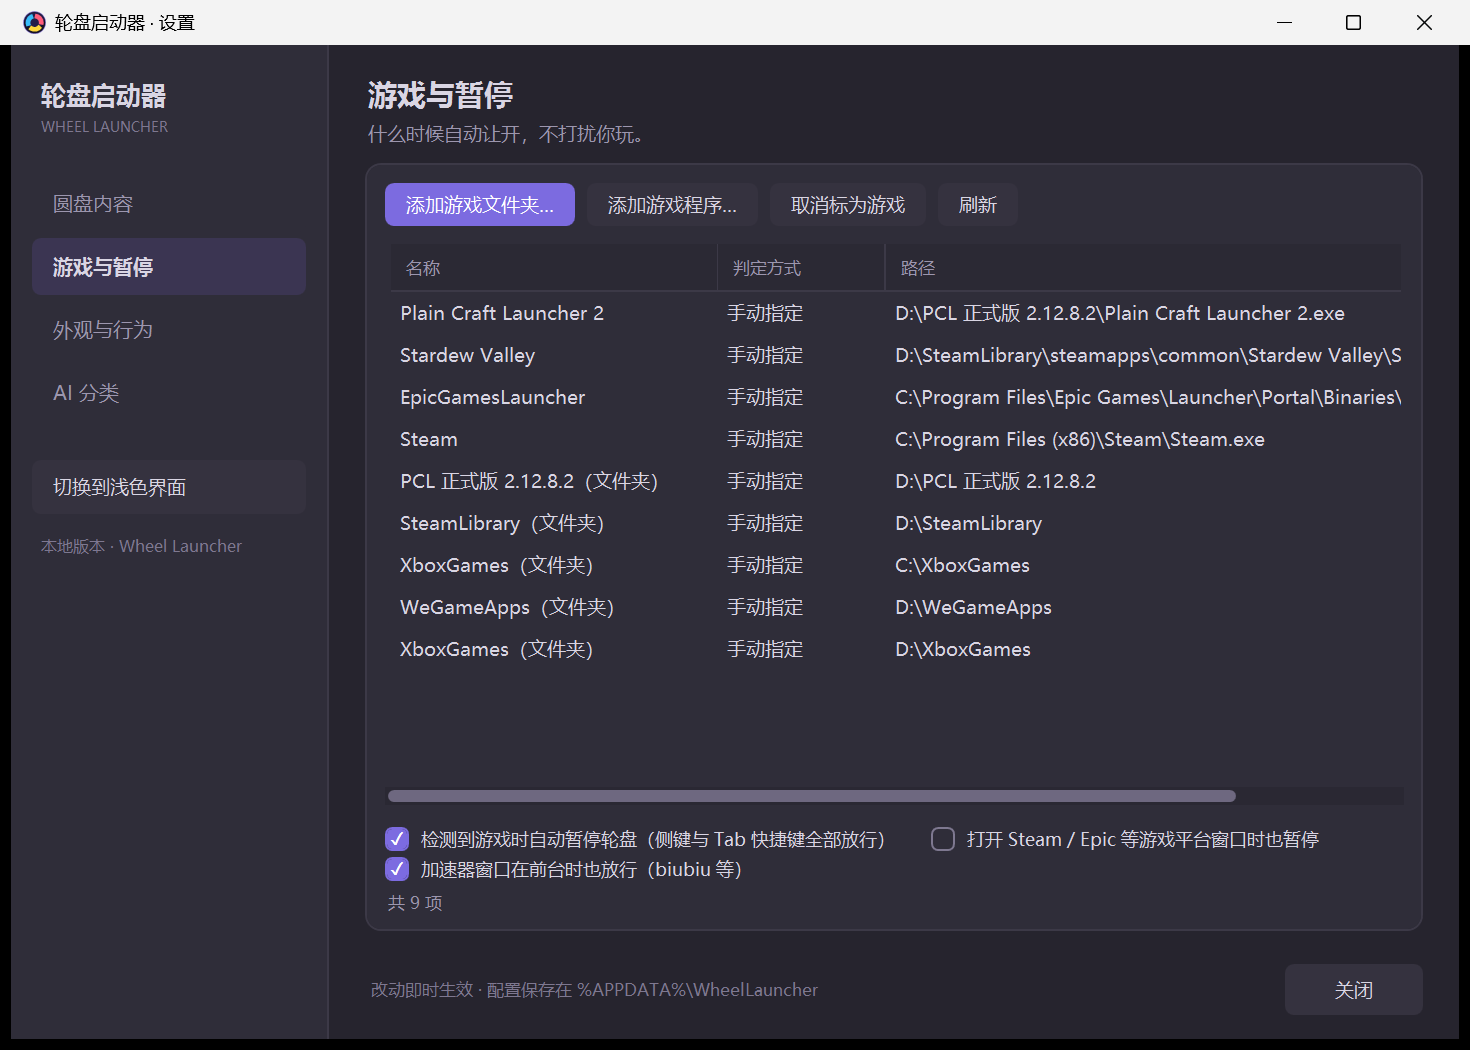 轮盘启动器 · 设置
轮盘启动器
WHEEL LAUNCHER
圆盘内容
游戏与暂停
外观与行为
AI 分类
切换到浅色界面
本地版本 · Wheel Launcher
游戏与暂停
什么时候自动让开，不打扰你玩。
添加游戏文件夹... 添加游戏程序... 取消标为游戏 刷新
名称 判定方式 路径
Plain Craft Launcher 2 手动指定 D:\PCL 正式版 2.12.8.2\Plain Craft Launcher 2.exe
Stardew Valley 手动指定 D:\SteamLibrary\steamapps\common\Stardew Valley\S
EpicGamesLauncher 手动指定 C:\Program Files\Epic Games\Launcher\Portal\Binaries\
Steam 手动指定 C:\Program Files (x86)\Steam\Steam.exe
PCL 正式版 2.12.8.2（文件夹） 手动指定 D:\PCL 正式版 2.12.8.2
SteamLibrary（文件夹） 手动指定 D:\SteamLibrary
XboxGames（文件夹） 手动指定 C:\XboxGames
WeGameApps（文件夹） 手动指定 D:\WeGameApps
XboxGames（文件夹） 手动指定 D:\XboxGames
检测到游戏时自动暂停轮盘（侧键与 Tab 快捷键全部放行） 打开 Steam / Epic 等游戏平台窗口时也暂停
加速器窗口在前台时也放行（biubiu 等）
共 9 项
改动即时生效 · 配置保存在 %APPDATA%\WheelLauncher
关闭